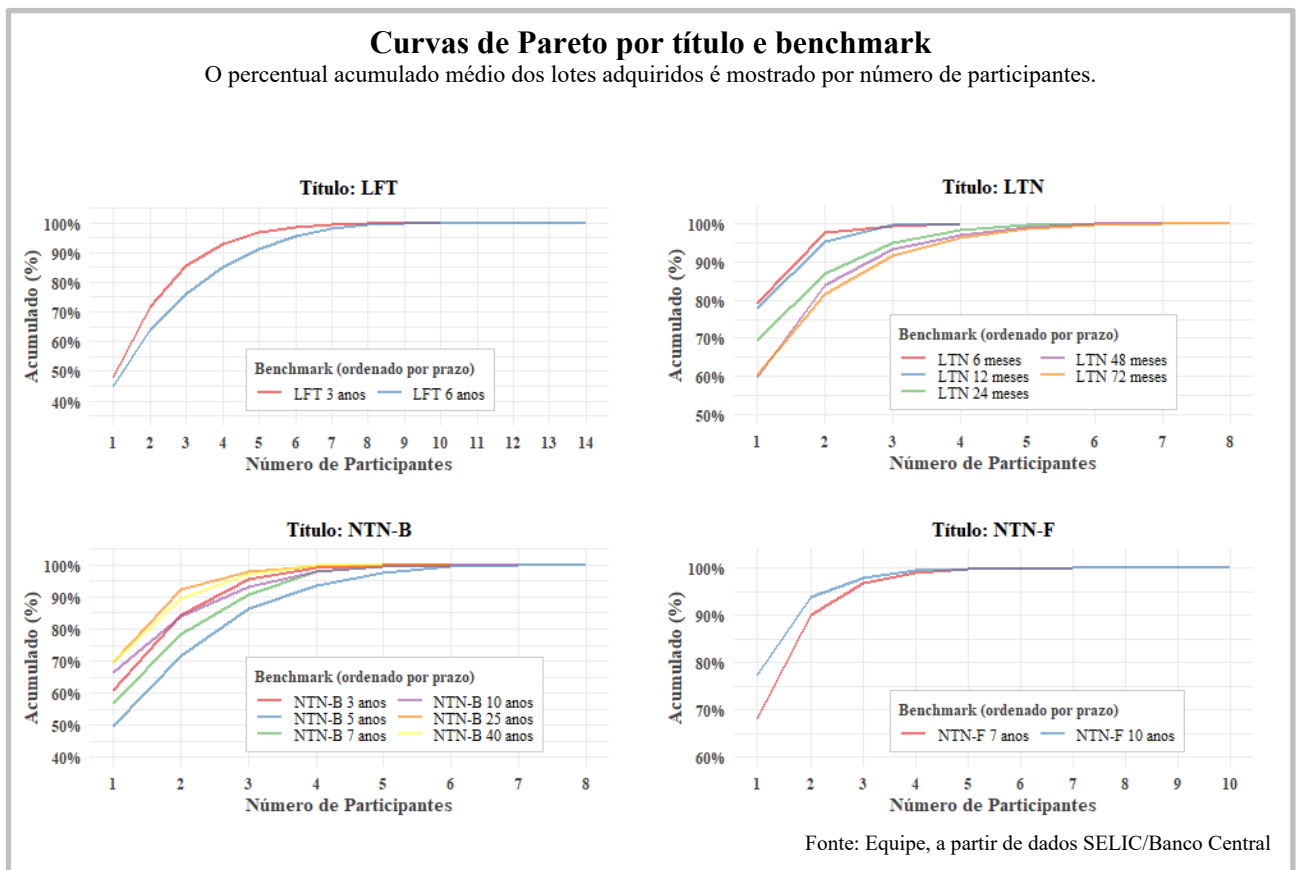 Curvas de Pareto por título e benchmark
O percentual acumulado médio dos lotes adquiridos é mostrado por número de participantes.
Título: LFT
Acumulado (%)
100%
90%
80%
70%
60%
50%
40%
Benchmark (ordenado por prazo)
LFT 3 anos LFT 6 anos
1 2 3 4 5 6 7 8 9 10 11 12 13 14
Número de Participantes
Título: LTN
Acumulado (%)
100%
90%
80%
70%
60%
50%
Benchmark (ordenado por prazo)
LTN 6 meses LTN 48 meses
LTN 12 meses LTN 72 meses
LTN 24 meses
1 2 3 4 5 6 7 8
Número de Participantes
Título: NTN-B
Acumulado (%)
100%
90%
80%
70%
60%
50%
40%
Benchmark (ordenado por prazo)
NTN-B 3 anos NTN-B 10 anos
NTN-B 5 anos NTN-B 25 anos
NTN-B 7 anos NTN-B 40 anos
1 2 3 4 5 6 7 8
Número de Participantes
Título: NTN-F
Acumulado (%)
100%
90%
80%
70%
60%
Benchmark (ordenado por prazo)
NTN-F 7 anos NTN-F 10 anos
1 2 3 4 5 6 7 8 9 10
Número de Participantes
Fonte: Equipe, a partir de dados SELIC/Banco Central